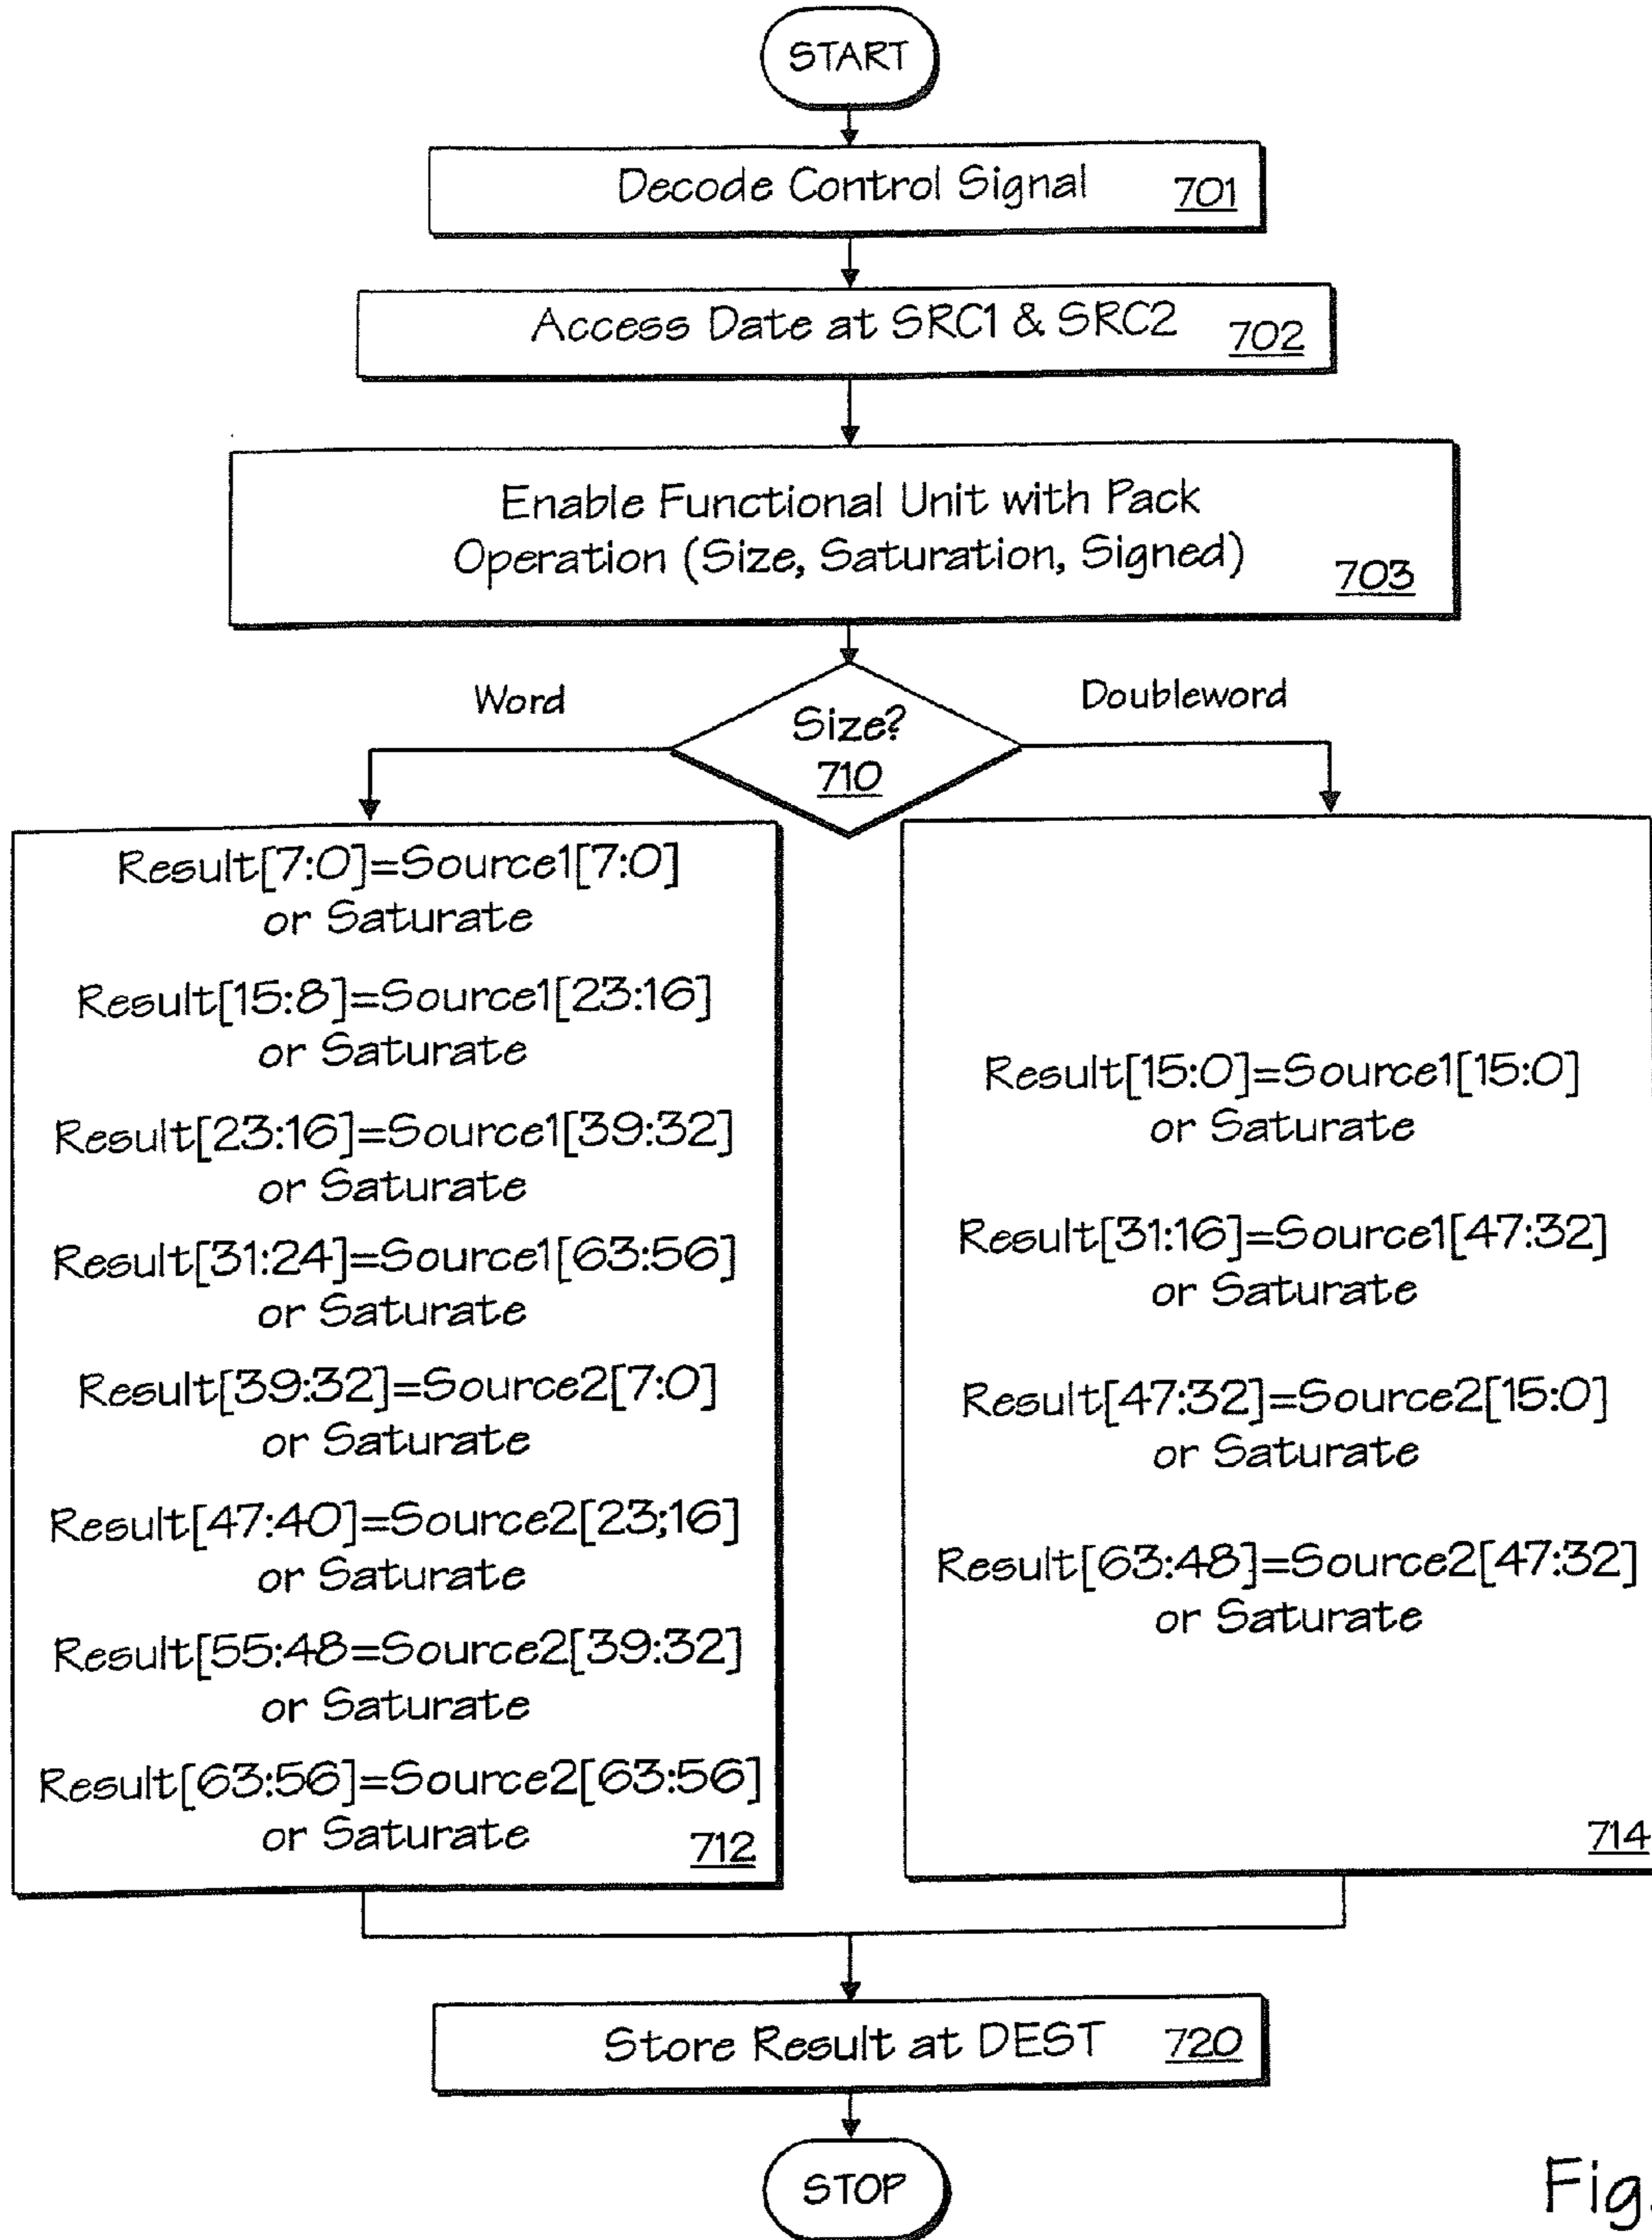 START
Decode Control Signal 701
Access Date at SRC1 & SRC2 702
Enable Functional Unit with Pack
Operation (Size, Saturation, Signed) 703
Word
Size?
710
Doubleword
Result[7:0]=Source1[7:0]
or Saturate
Result[15:8]=Source1[23:16]
or Saturate
Result[23:16]=Source1[39:32]
or Saturate
Result[31:24]=Source1[63:56]
or Saturate
Result[39:32]=Source2[7:0]
or Saturate
Result[47:40]=Source2[23;16]
or Saturate
Result[55:48=Source2[39:32]
or Saturate
Result[63:56]=Source2[63:56]
or Saturate
712
Result[15:0]=Source1[15:0]
or Saturate
Result[31:16]=Source1[47:32]
or Saturate
Result[47:32]=Source2[15:0]
or Saturate
Result[63:48]=Source2[47:32]
or Saturate
714
Store Result at DEST 720
STOP
Fig.